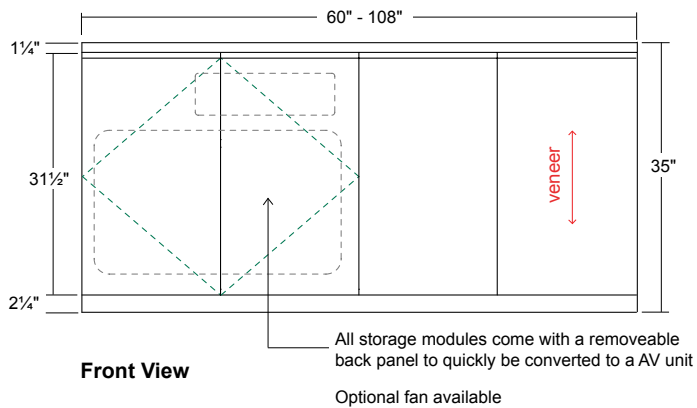 60" - 108"
1¼"
31½"
2¼"
35"
veneer
All storage modules come with a removeable
back panel to quickly be converted to a AV unit
Optional fan available
Front View